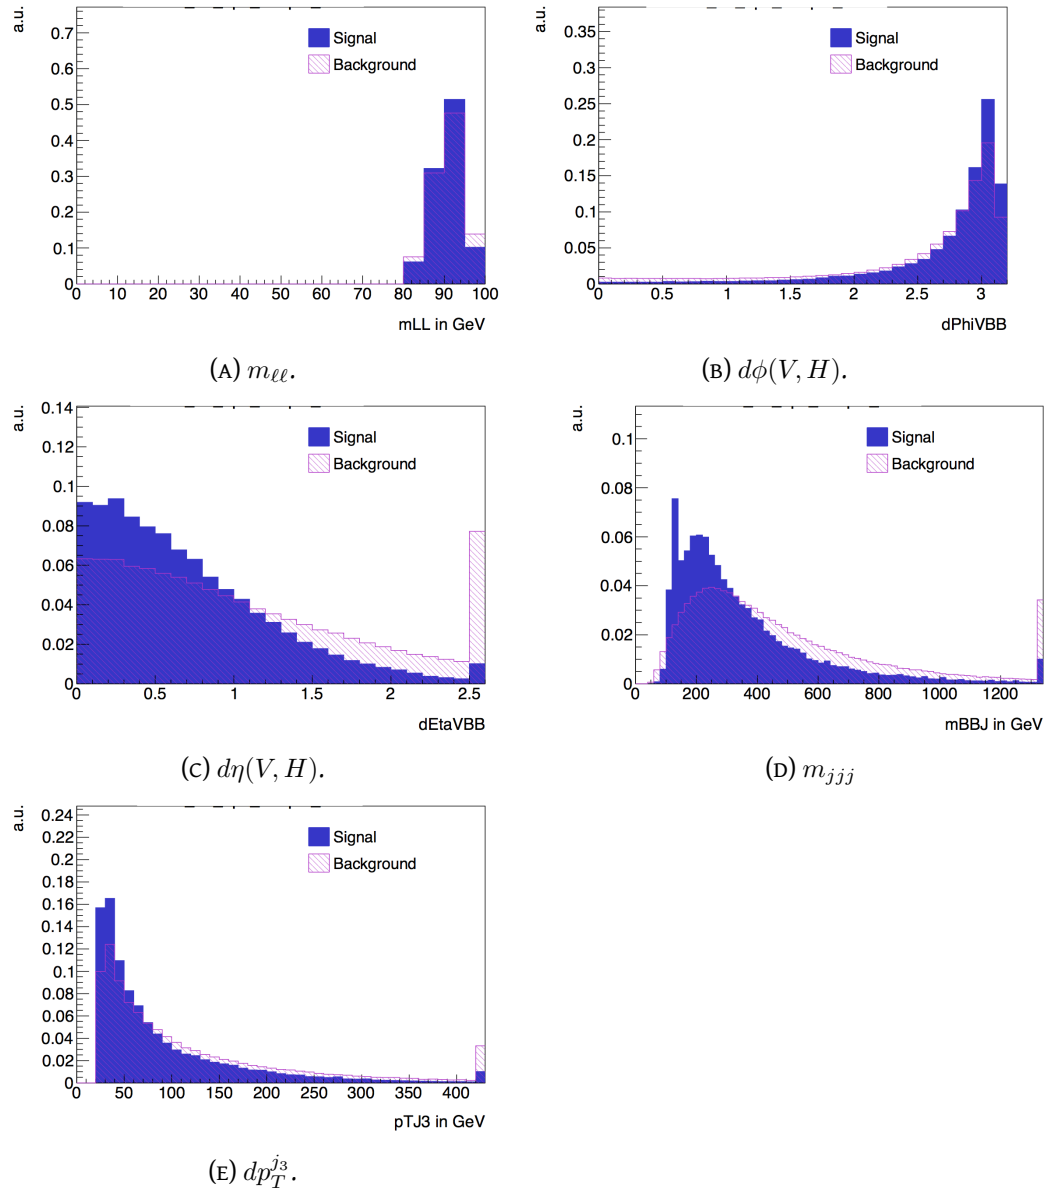 a.u.
0.7
0.6
0.5
0.4
0.3
0.2
0.1
0
Signal
Background
0 10 20 30 40 50 60 70 80 90 100
mLL in GeV
(A) m_{ℓℓ}.
a.u.
0.35
0.3
0.25
0.2
0.15
0.1
0.05
0
Signal
Background
0 0.5 1 1.5 2 2.5 3
dPhiVBB
(B) dϕ(V, H).
a.u.
0.14
0.12
0.1
0.08
0.06
0.04
0.02
0
Signal
Background
0 0.5 1 1.5 2 2.5
dEtaVBB
(C) dη(V, H).
a.u.
0.1
0.08
0.06
0.04
0.02
0
Signal
Background
0 200 400 600 800 1000 1200
mBBJ in GeV
(D) m_{jjj}
a.u.
0.24
0.22
0.2
0.18
0.16
0.14
0.12
0.1
0.08
0.06
0.04
0.02
0
Signal
Background
0 50 100 150 200 250 300 350 400
pTJ3 in GeV
(E) dp_T^{j_3}.